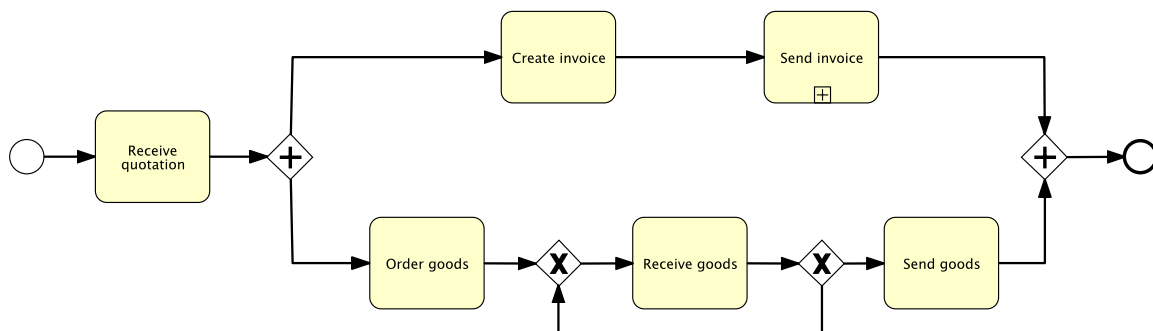 Create invoice
Send invoice
Receive
quotation
Order goods
Receive goods
Send goods